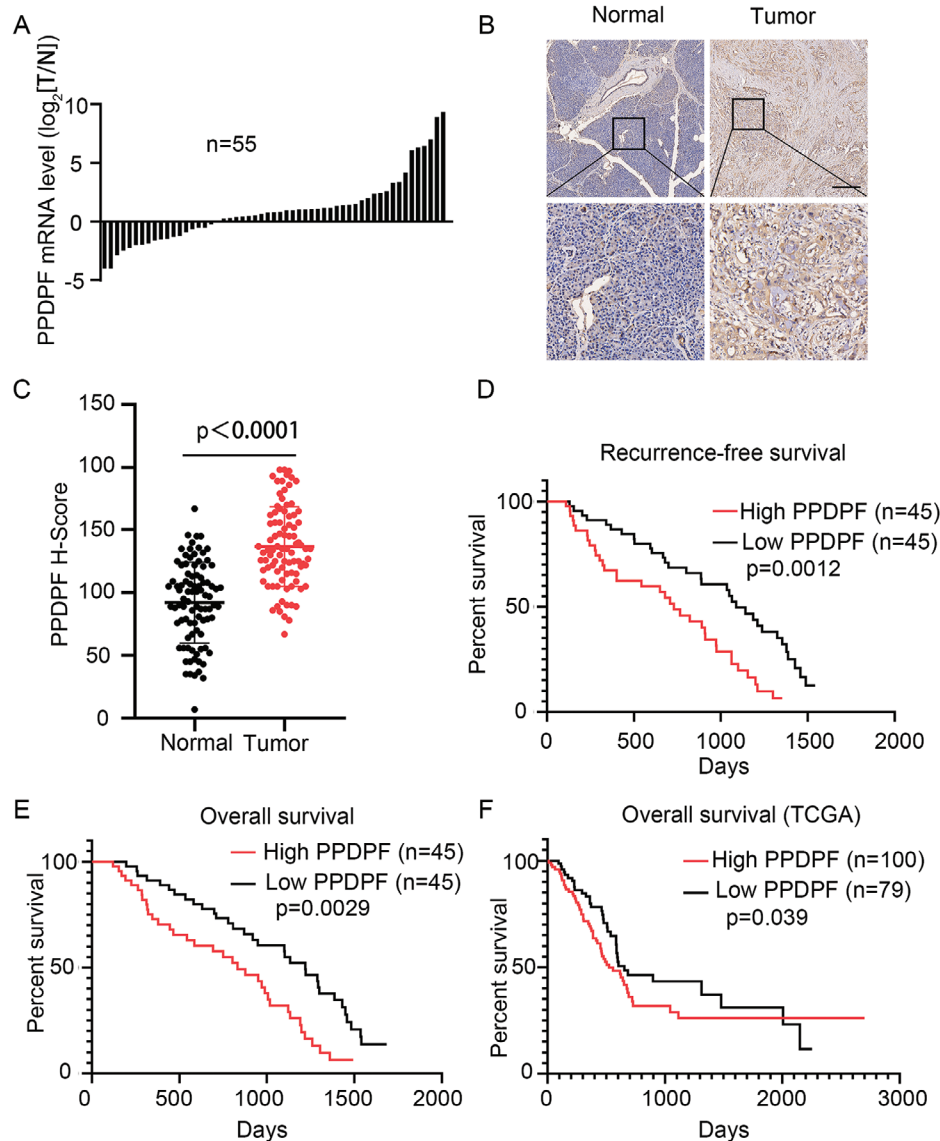 A
PPDPF mRNA level (log2[T/N])
10
5
0
-5
n=55
B
Normal
Tumor
C
PPDPF H-Score
150
100
150
100
50
0
p<0.0001
Normal
Tumor
D
Recurrence-free survival
Percent survival
100
50
0
High PPDPF (n=45)
Low PPDPF (n=45)
p=0.0012
0
500
1000
1500
2000
Days
E
Overall survival
Percent survival
100
50
0
High PPDPF (n=45)
Low PPDPF (n=45)
p=0.0029
0
500
1000
1500
2000
Days
F
Overall survival (TCGA)
Percent survival
100
50
0
High PPDPF (n=100)
Low PPDPF (n=79)
p=0.039
0
1000
2000
3000
Days